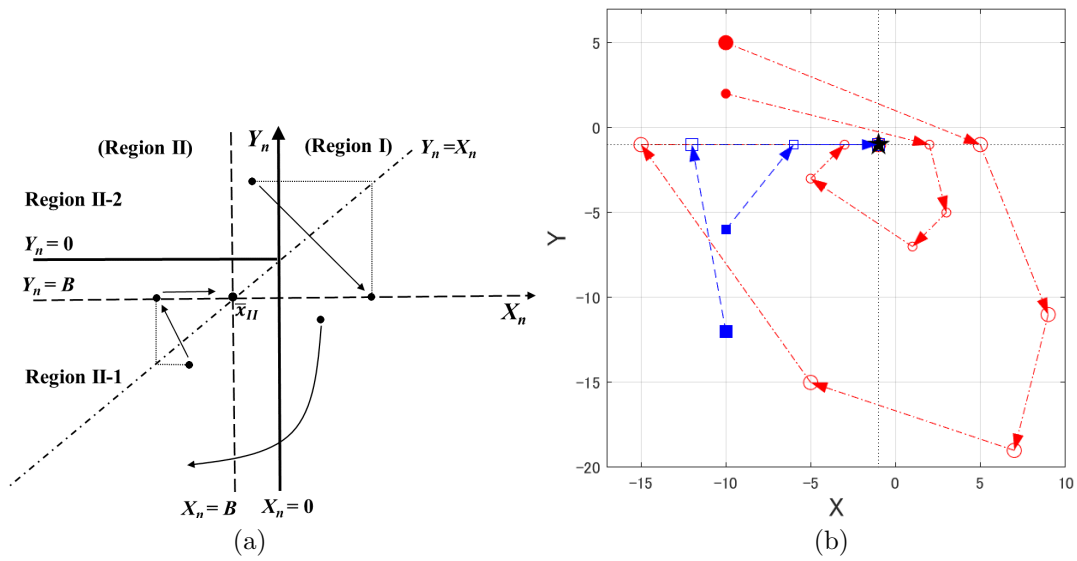 (Region II)
Yₙ
(Region I)
Yₙ=Xₙ
Region II-2
Yₙ = 0
Yₙ = B
x̅_II
Xₙ
Region II-1
Xₙ = B
Xₙ = 0
(a)
5
0
-5
-10
-15
-20
Y
-15
-10
-5
0
5
10
X
(b)